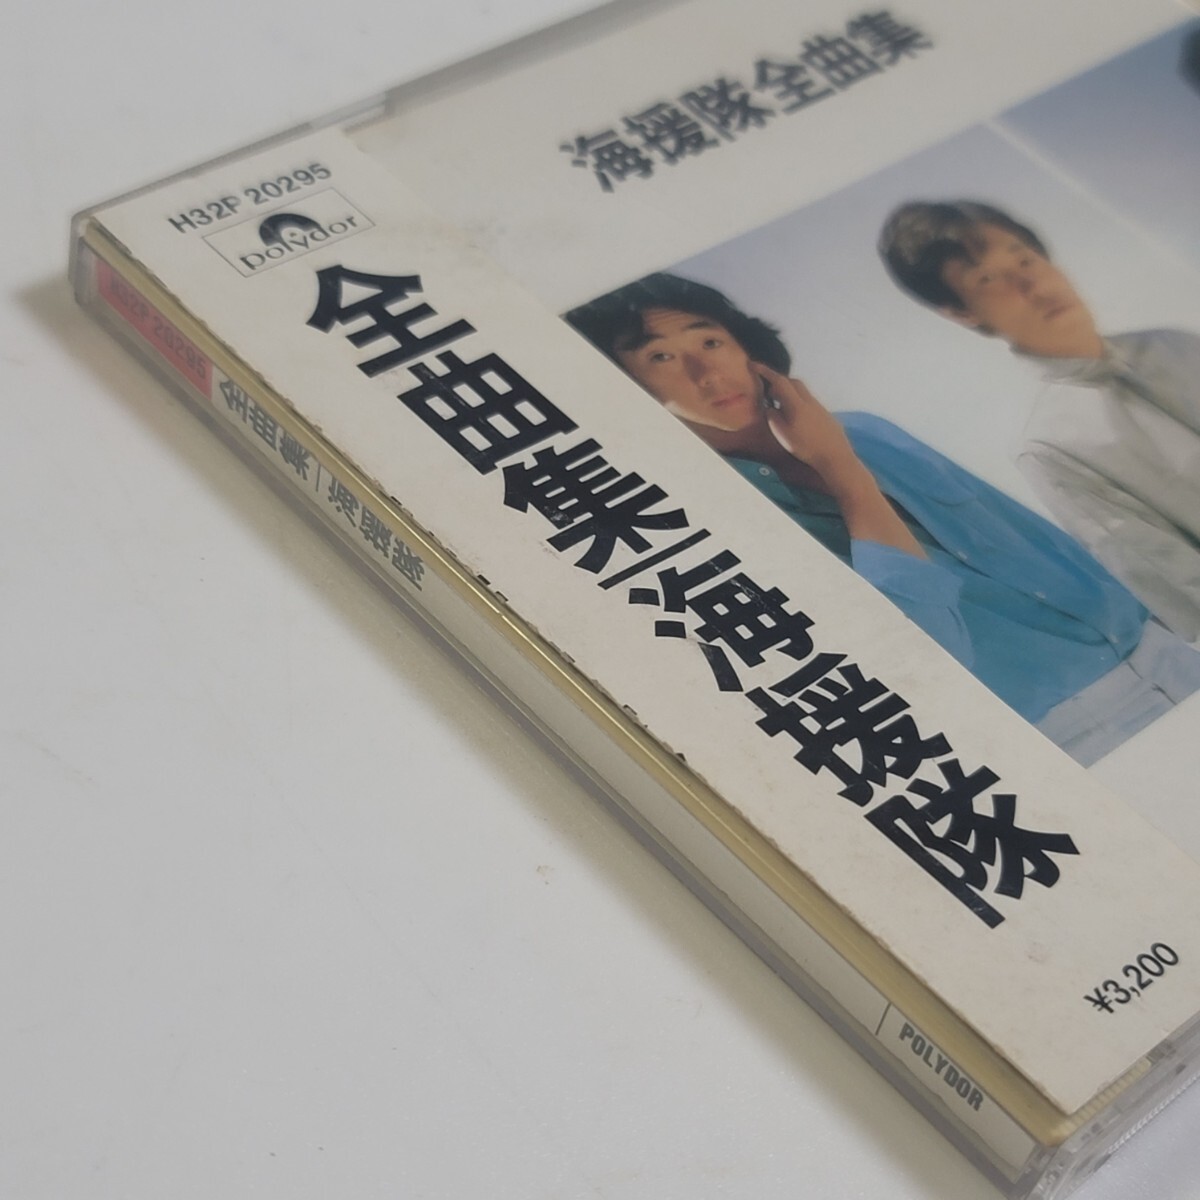 海援隊全曲集
H32P 20295
polydor
全曲集/海援隊
¥3,200
H32P 20295
全曲集/海援隊
POLYDOR